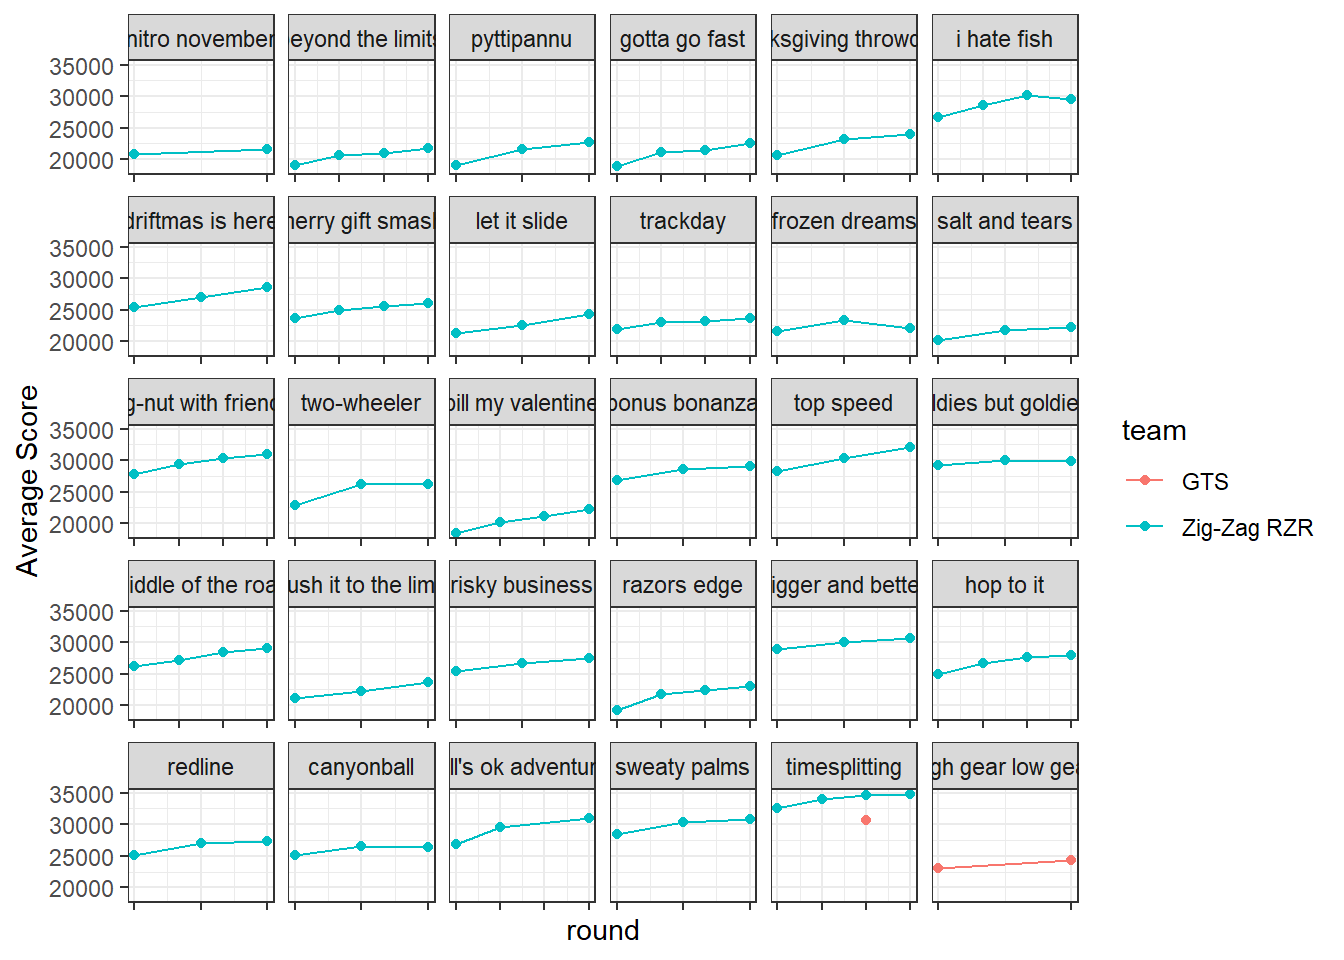 nitro november
eyond the limits
pyttipannu
gotta go fast
ksgiving throwd
i hate fish
35000
30000
25000
20000
driftmas is here
nerry gift smash
let it slide
trackday
frozen dreams
salt and tears
35000
30000
25000
20000
g-nut with friend
two-wheeler
bill my valentine
bonus bonanza
top speed
ldies but goldie
35000
30000
25000
20000
iddle of the roa
ush it to the lim
risky business
razors edge
igger and bette
hop to it
35000
30000
25000
20000
redline
canyonball
ll's ok adventur
sweaty palms
timesplitting
gh gear low gea
35000
30000
25000
20000
Average Score
round
team
GTS
Zig-Zag RZR